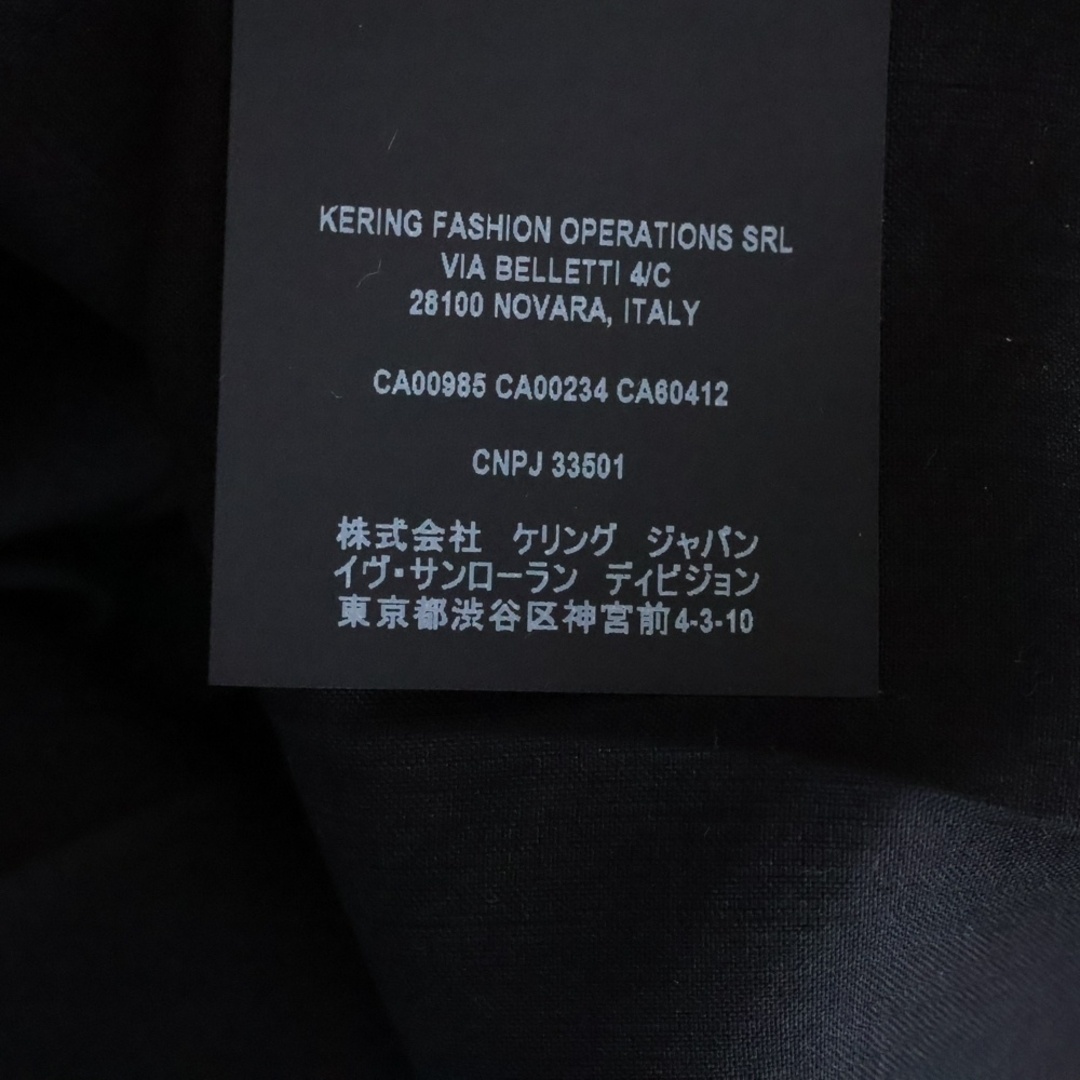 KERING FASHION OPERATIONS SRL
VIA BELLETTI 4/C
28100 NOVARA, ITALY
CA00985 CA00234 CA60412
CNPJ 33501
株式会社 ケリング ジャパン
イヴ・サンローラン ディビジョン
東京都渋谷区神宮前4-3-10